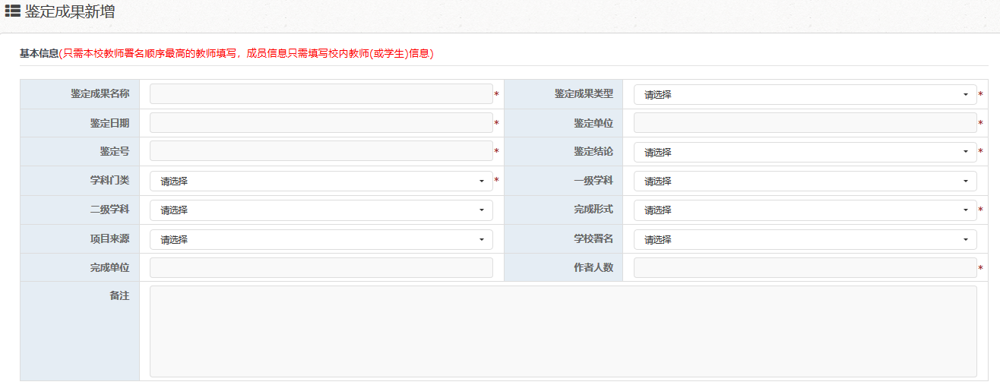 鉴定成果新增
基本信息(只需本校教师署名顺序最高的教师填写，成员信息只需填写校内教师(或学生)信息)
鉴定成果名称 * 鉴定成果类型 请选择 *
鉴定日期 * 鉴定单位 *
鉴定号 * 鉴定结论 请选择 *
学科门类 请选择 * 一级学科 请选择
二级学科 请选择 完成形式 请选择 *
项目来源 请选择 学校署名 请选择
完成单位 作者人数 *
备注